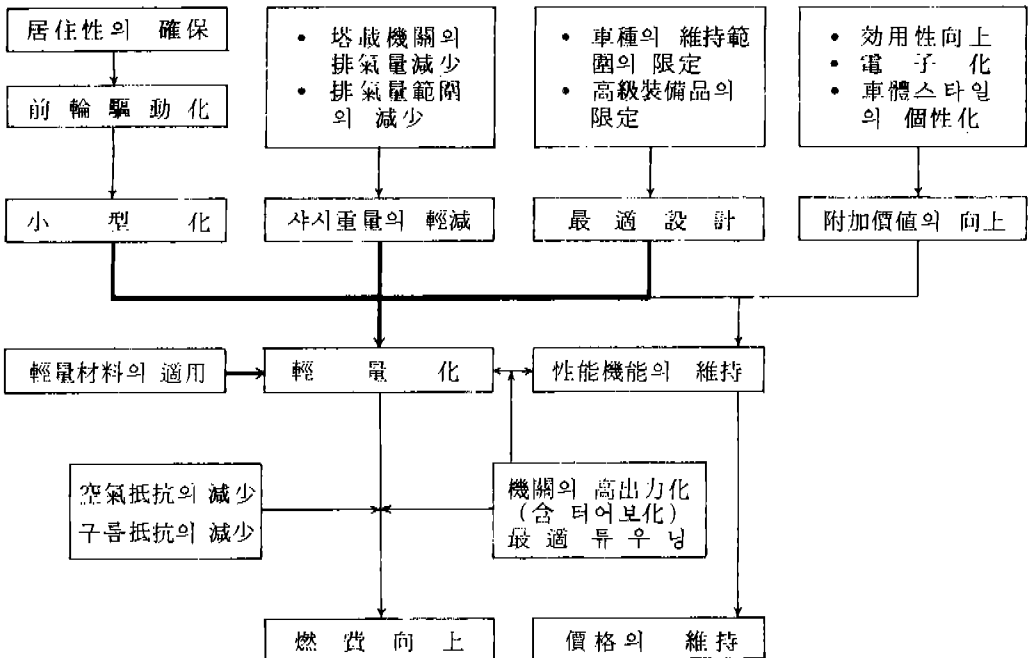 居住性의 確保
前輪驅動化
小型化
• 塔載機關의
排氣量減少
• 排氣量範圍
의 減少
샤시重量의 輕減
• 車種의 維持範
圍의 限定
• 高級裝備品의
限定
最適設計
• 効用性向上
• 電子化
• 車體스타일
의 個性化
附加價値의 向上
輕量材料의 適用
輕量化
性能機能의 維持
空氣抵抗의 減少
구름抵抗의 減少
機關의 高出力化
(含 터어보化)
最適 튜우닝
燃費向上
價格의 維持